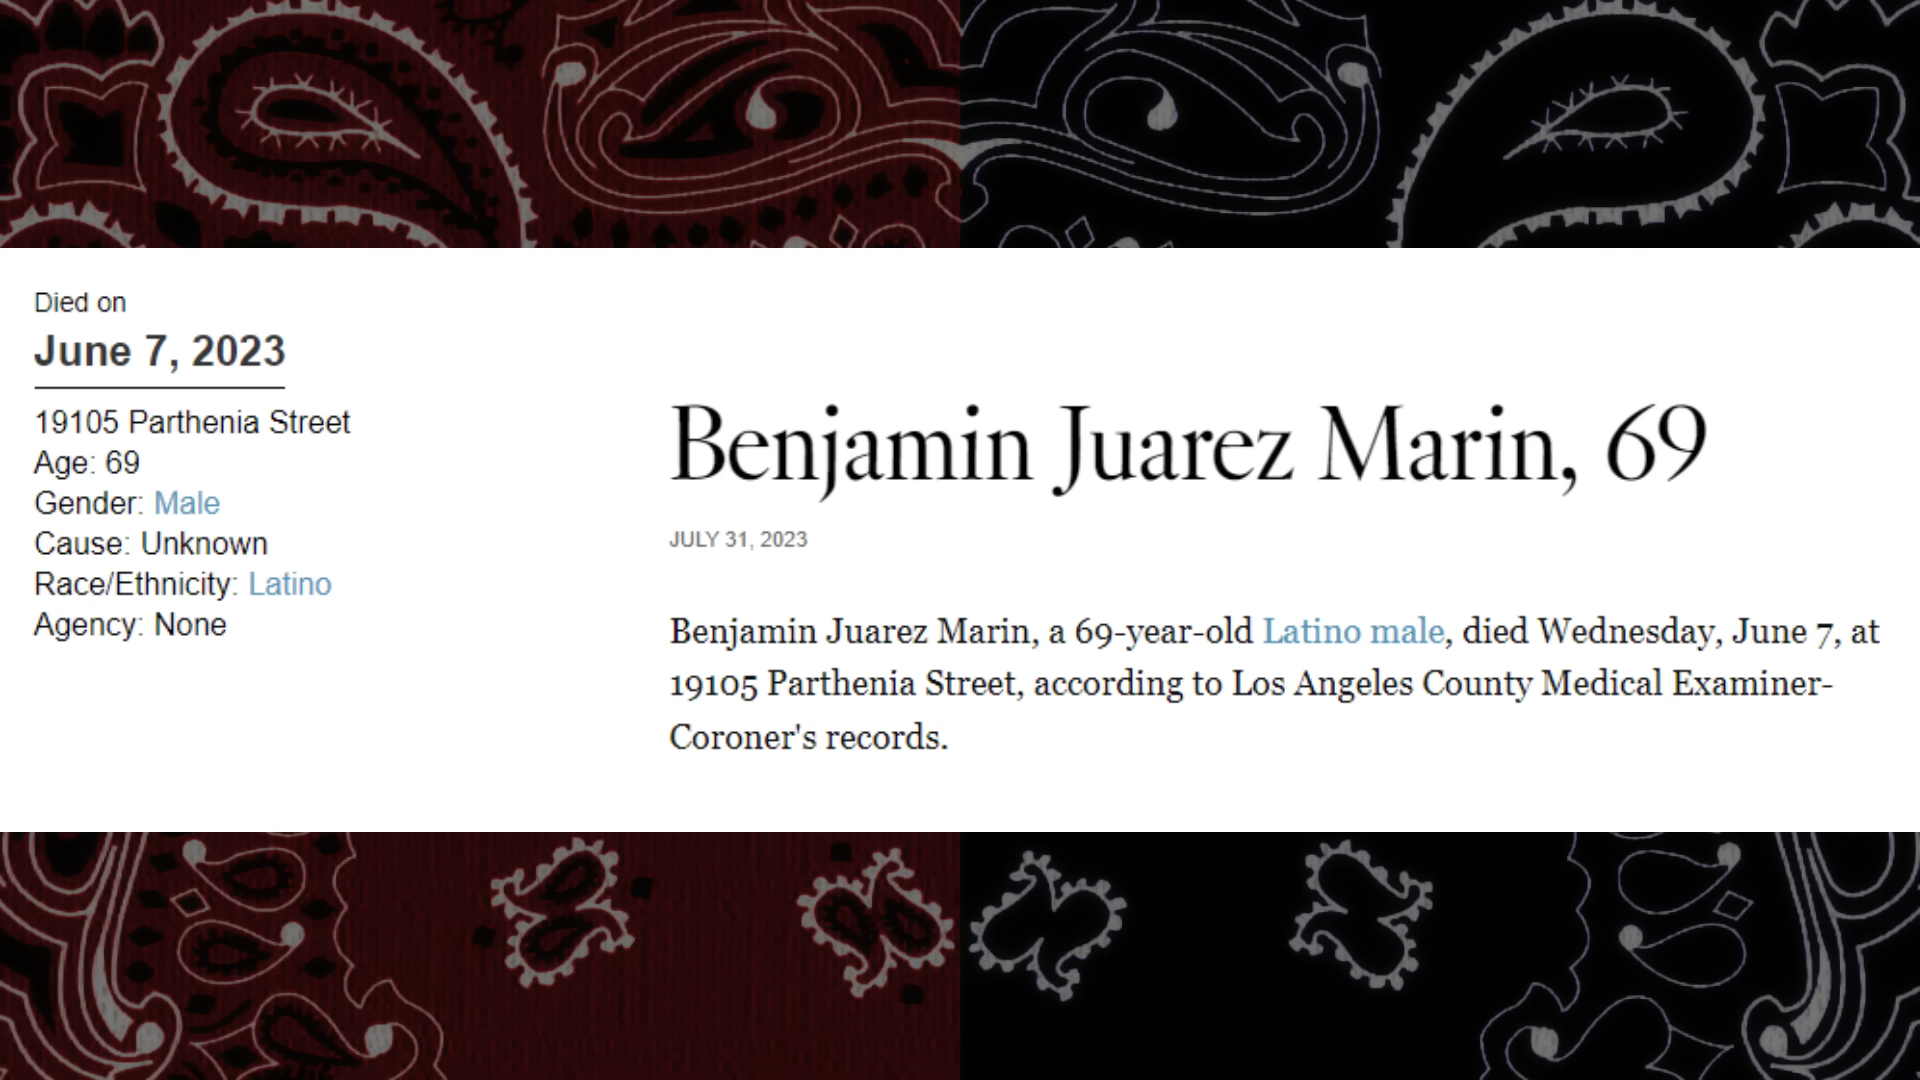 Died on
June 7, 2023
19105 Parthenia Street
Age: 69
Gender: Male
Cause: Unknown
Race/Ethnicity: Latino
Agency: None
Benjamin Juarez Marin, 69
JULY 31, 2023
Benjamin Juarez Marin, a 69-year-old Latino male, died Wednesday, June 7, at
19105 Parthenia Street, according to Los Angeles County Medical Examiner-
Coroner's records.